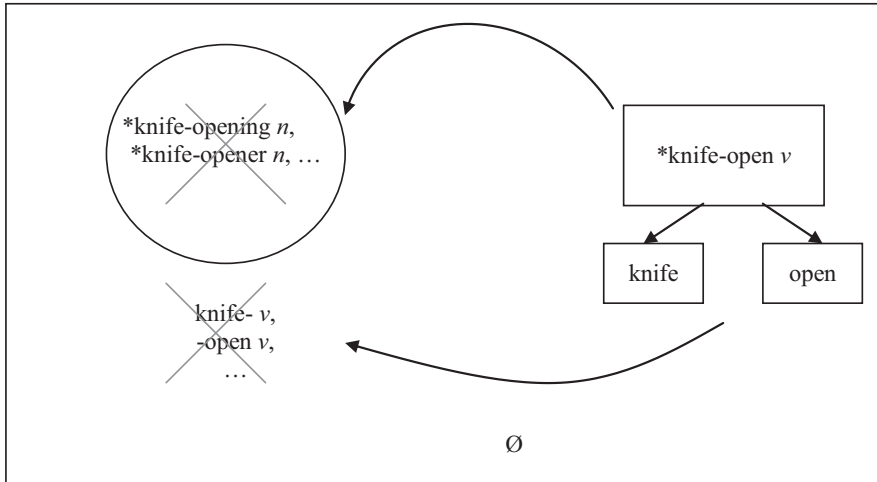 *knife-opening n,
*knife-opener n, …
*knife-open v
knife
open
knife- v,
-open v,
…
Ø